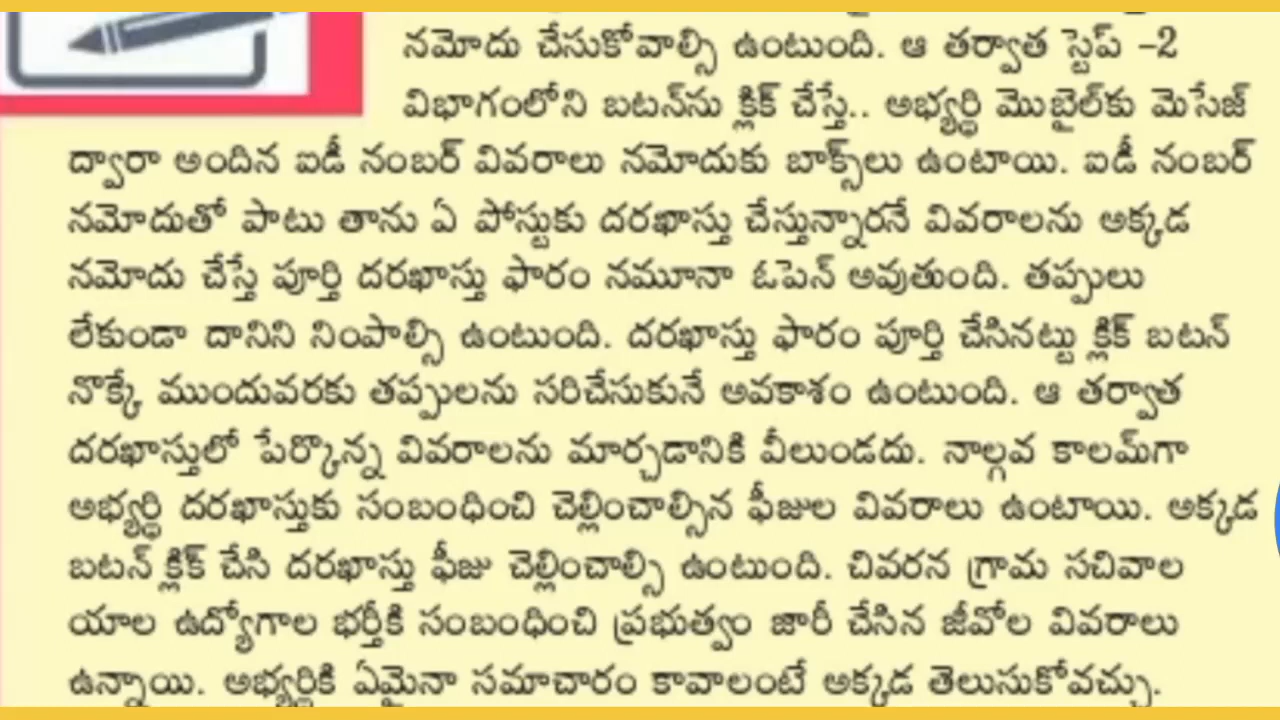 నమోదు చేసుకోవాల్సి ఉంటుంది. ఆ తర్వాత స్టెప్ –2
విభాగంలోని బటన్‌ను క్లిక్ చేస్తే.. అభ్యర్థి మొబైల్‌కు మెసేజ్
ద్వారా అందిన ఐడీ నంబర్ వివరాలు నమోదుకు బాక్స్‌లు ఉంటాయి. ఐడీ నంబర్
నమోదుతో పాటు తాను ఏ పోస్టుకు దరఖాస్తు చేస్తున్నారనే వివరాలను అక్కడ
నమోదు చేస్తే పూర్తి దరఖాస్తు ఫారం నమూనా ఓపెన్ అవుతుంది. తప్పులు
లేకుండా దానిని నింపాల్సి ఉంటుంది. దరఖాస్తు ఫారం పూర్తి చేసినట్టు క్లిక్ బటన్
నొక్కే ముందువరకు తప్పులను సరిచేసుకునే అవకాశం ఉంటుంది. ఆ తర్వాత
దరఖాస్తులో పేర్కొన్న వివరాలను మార్చడానికి వీలుండదు. నాల్గవ కాలమ్‌గా
అభ్యర్థి దరఖాస్తుకు సంబంధించి చెల్లించాల్సిన ఫీజుల వివరాలు ఉంటాయి. అక్కడ
బటన్ క్లిక్ చేసి దరఖాస్తు ఫీజు చెల్లించాల్సి ఉంటుంది. చివరన గ్రామ సచివాల
యాల ఉద్యోగాల భర్తీకి సంబంధించి ప్రభుత్వం జారీ చేసిన జీవోల వివరాలు
ఉన్నాయి. అభ్యర్థికి ఏమైనా సమాచారం కావాలంటే అక్కడ తెలుసుకోవచ్చు.